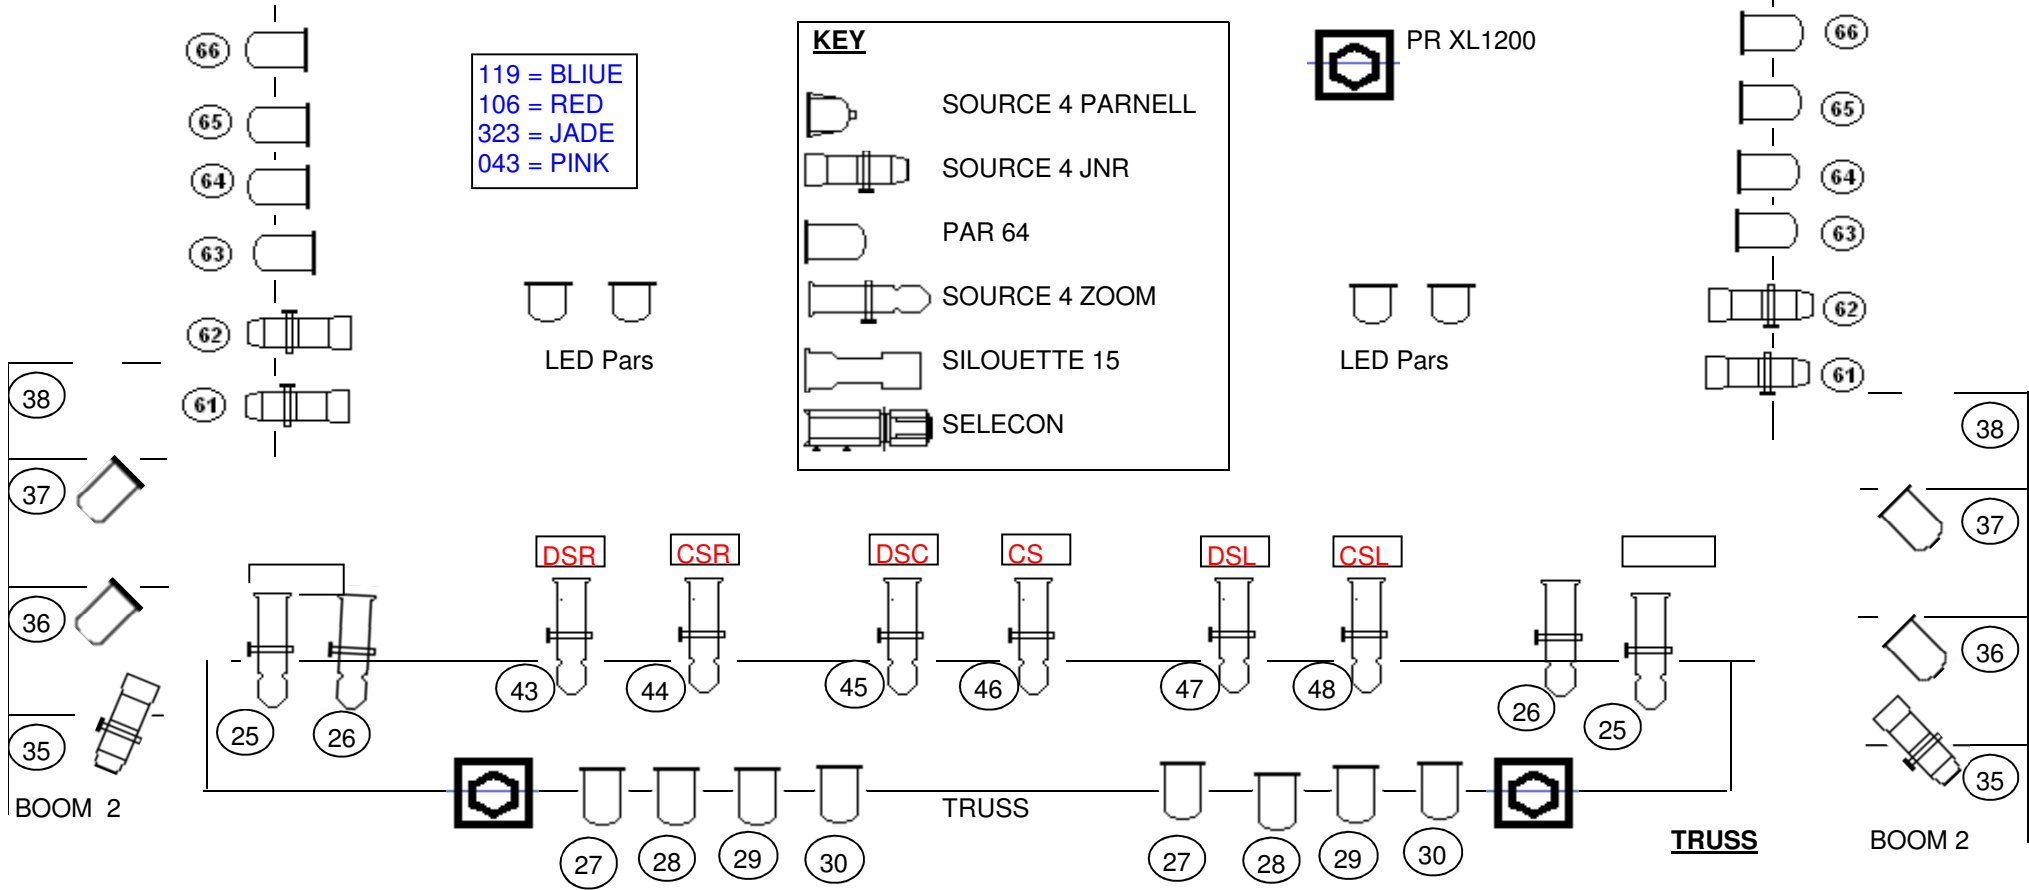 66
KEY
PR XL1200
66
119 = BLIUE
106 = RED
323 = JADE
043 = PINK
SOURCE 4 PARNELL
65
65
SOURCE 4 JNR
64
64
PAR 64
63
63
SOURCE 4 ZOOM
62
62
LED Pars
SILOUETTE 15
LED Pars
61
61
38
SELECON
38
37
37
DSR
CSR
DSC
CS
DSL
CSL
36
36
43
44
45
46
47
48
25
26
26
25
35
35
BOOM 2
TRUSS
TRUSS
BOOM 2
27
28
29
30
27
28
29
30